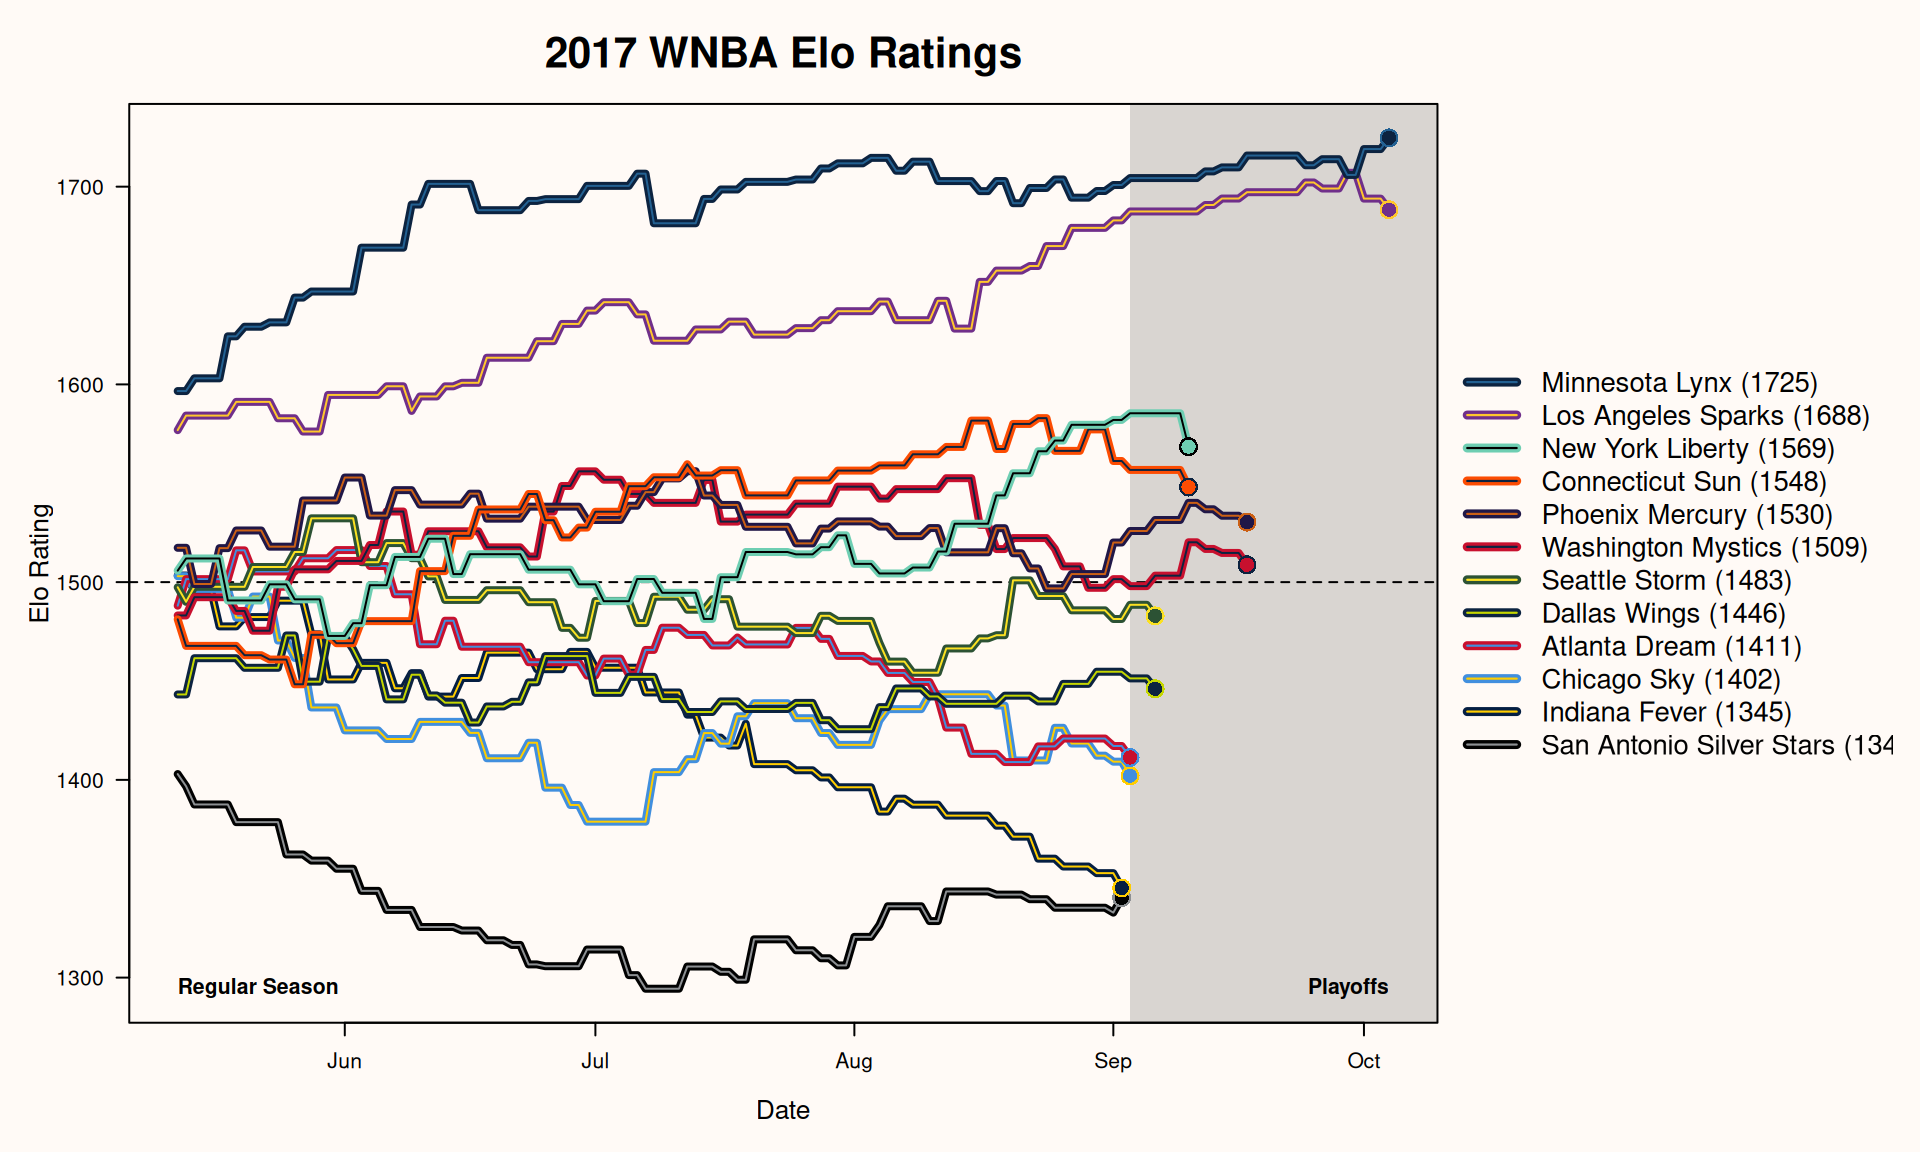 2017 WNBA Elo Ratings
Elo Rating
1700
1600
1500
1400
1300
Regular Season
Playoffs
Jun
Jul
Aug
Sep
Oct
Date
Minnesota Lynx (1725)
Los Angeles Sparks (1688)
New York Liberty (1569)
Connecticut Sun (1548)
Phoenix Mercury (1530)
Washington Mystics (1509)
Seattle Storm (1483)
Dallas Wings (1446)
Atlanta Dream (1411)
Chicago Sky (1402)
Indiana Fever (1345)
San Antonio Silver Stars (134